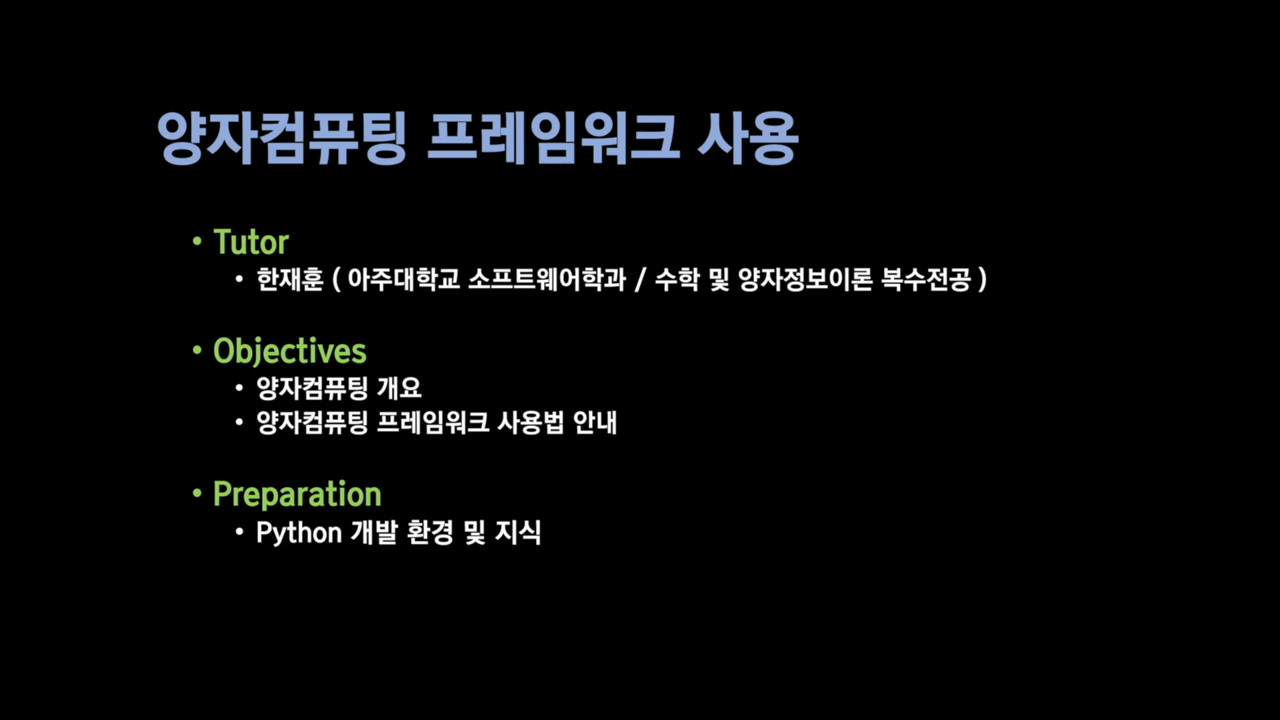 양자컴퓨팅 프레임워크 사용
• Tutor
• 한재훈 ( 아주대학교 소프트웨어학과 / 수학 및 양자정보이론 복수전공 )
• Objectives
• 양자컴퓨팅 개요
• 양자컴퓨팅 프레임워크 사용법 안내
• Preparation
• Python 개발 환경 및 지식